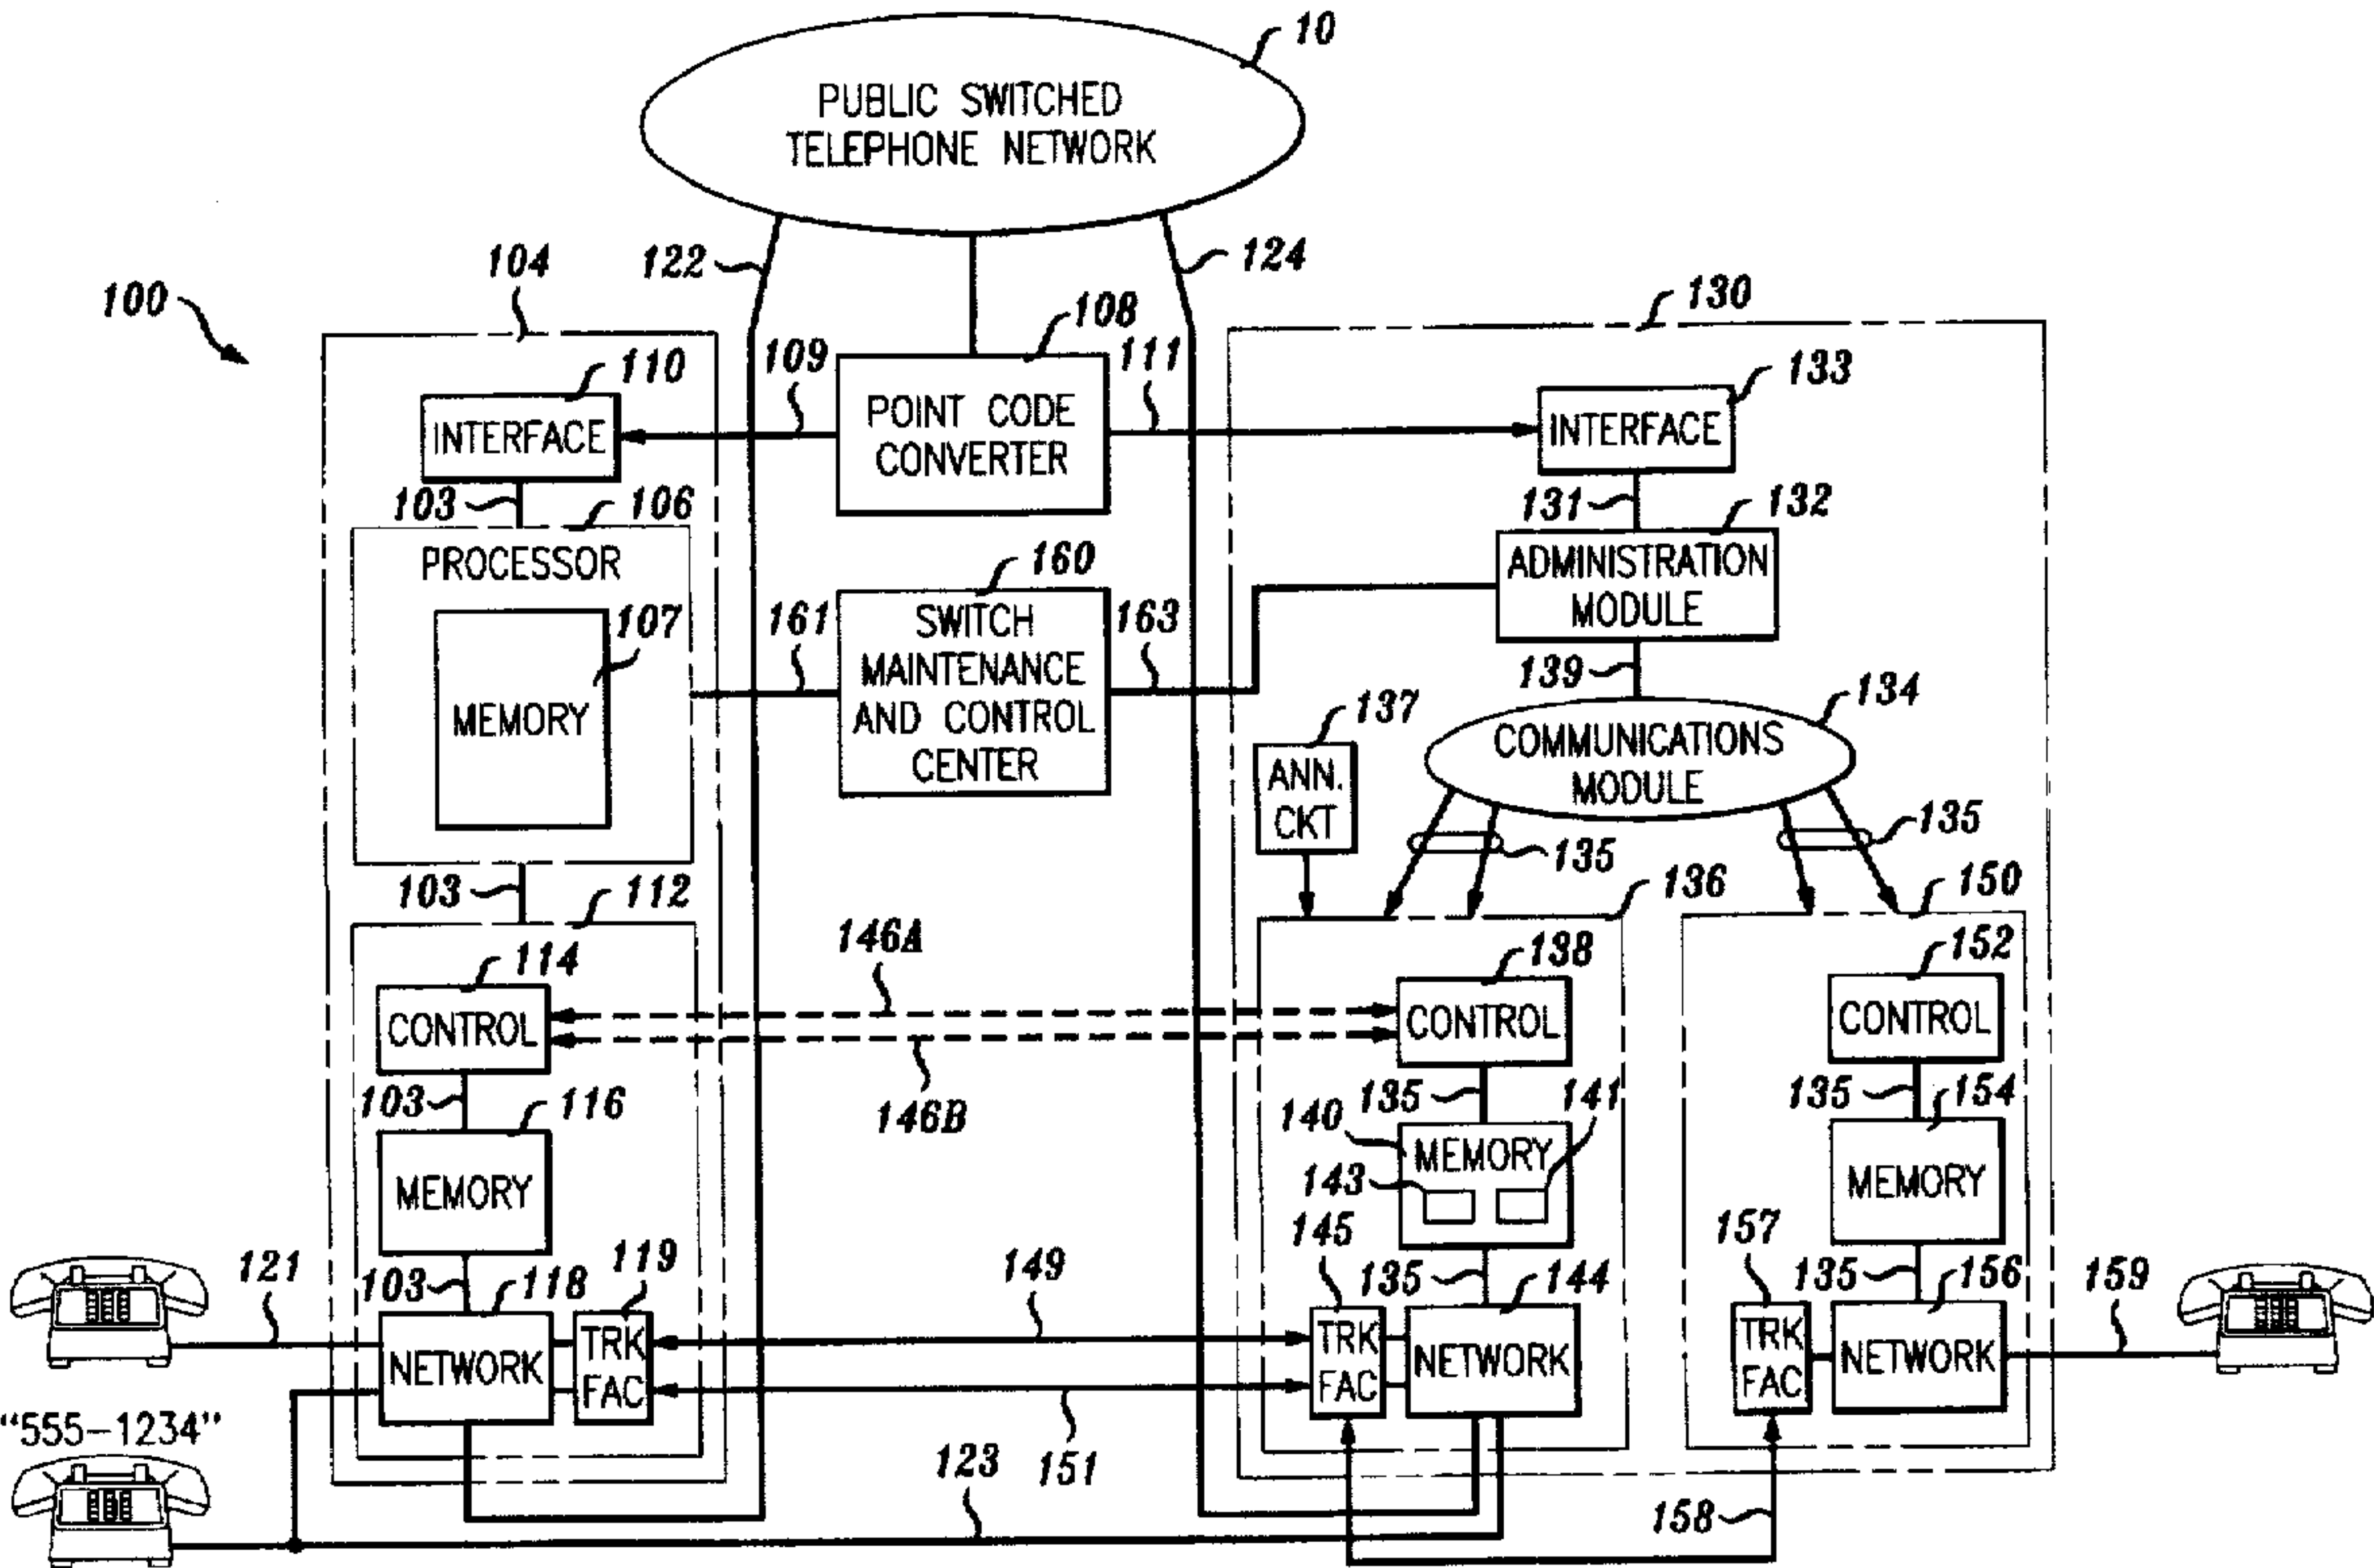 10
PUBLIC SWITCHED
TELEPHONE NETWORK
100
104
122
124
130
108
109
111
110
INTERFACE
POINT CODE
CONVERTER
133
INTERFACE
103
106
131
132
PROCESSOR
ADMINISTRATION
MODULE
160
107
MEMORY
161
SWITCH
MAINTENANCE
AND CONTROL
CENTER
163
139
134
137
COMMUNICATIONS
MODULE
ANN.
CKT
135
135
103
112
136
150
146A
114
CONTROL
138
CONTROL
152
CONTROL
146B
103
116
135
141
140
135
154
MEMORY
MEMORY
143
MEMORY
145
157
121
103
118
119
149
135
144
135
156
159
NETWORK
TRK
FAC
TRK
FAC
NETWORK
TRK
FAC
NETWORK
"555-1234"
123
151
158